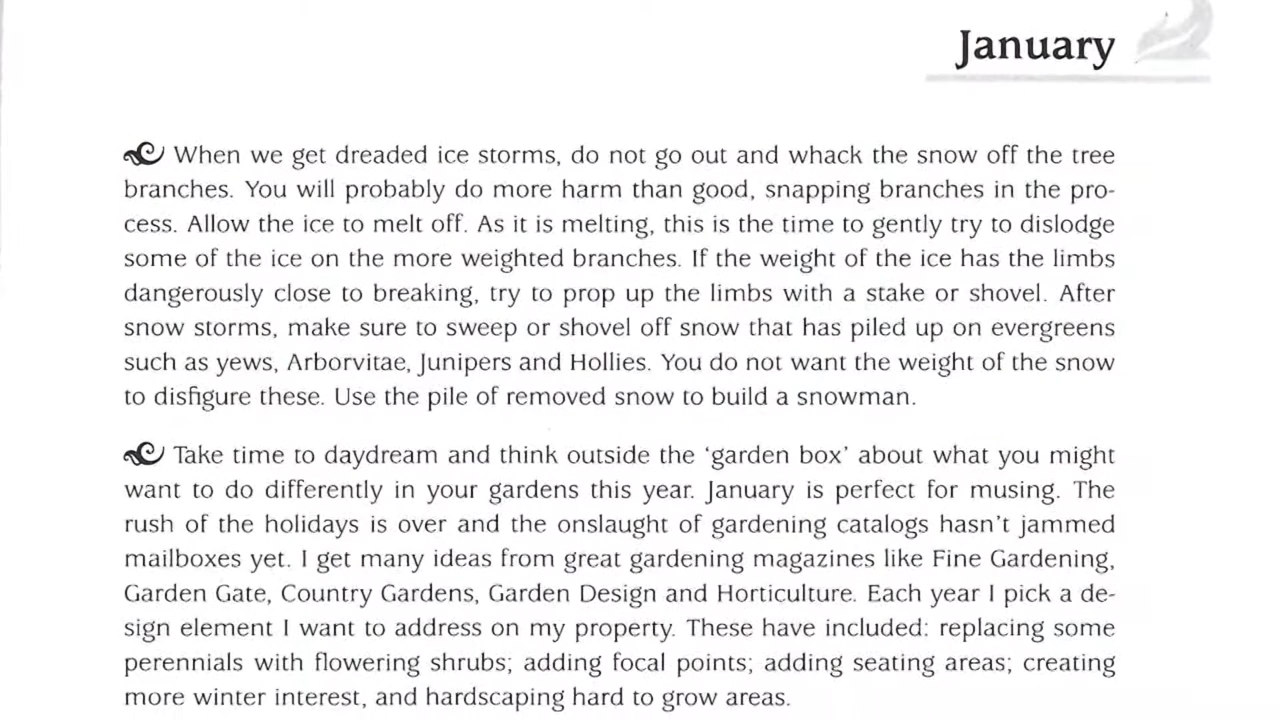 January
When we get dreaded ice storms, do not go out and whack the snow off the tree
branches. You will probably do more harm than good, snapping branches in the pro-
cess. Allow the ice to melt off. As it is melting, this is the time to gently try to dislodge
some of the ice on the more weighted branches. If the weight of the ice has the limbs
dangerously close to breaking, try to prop up the limbs with a stake or shovel. After
snow storms, make sure to sweep or shovel off snow that has piled up on evergreens
such as yews, Arborvitae, Junipers and Hollies. You do not want the weight of the snow
to disfigure these. Use the pile of removed snow to build a snowman.
Take time to daydream and think outside the ‘garden box’ about what you might
want to do differently in your gardens this year. January is perfect for musing. The
rush of the holidays is over and the onslaught of gardening catalogs hasn’t jammed
mailboxes yet. I get many ideas from great gardening magazines like Fine Gardening,
Garden Gate, Country Gardens, Garden Design and Horticulture. Each year I pick a de-
sign element I want to address on my property. These have included: replacing some
perennials with flowering shrubs; adding focal points; adding seating areas; creating
more winter interest, and hardscaping hard to grow areas.